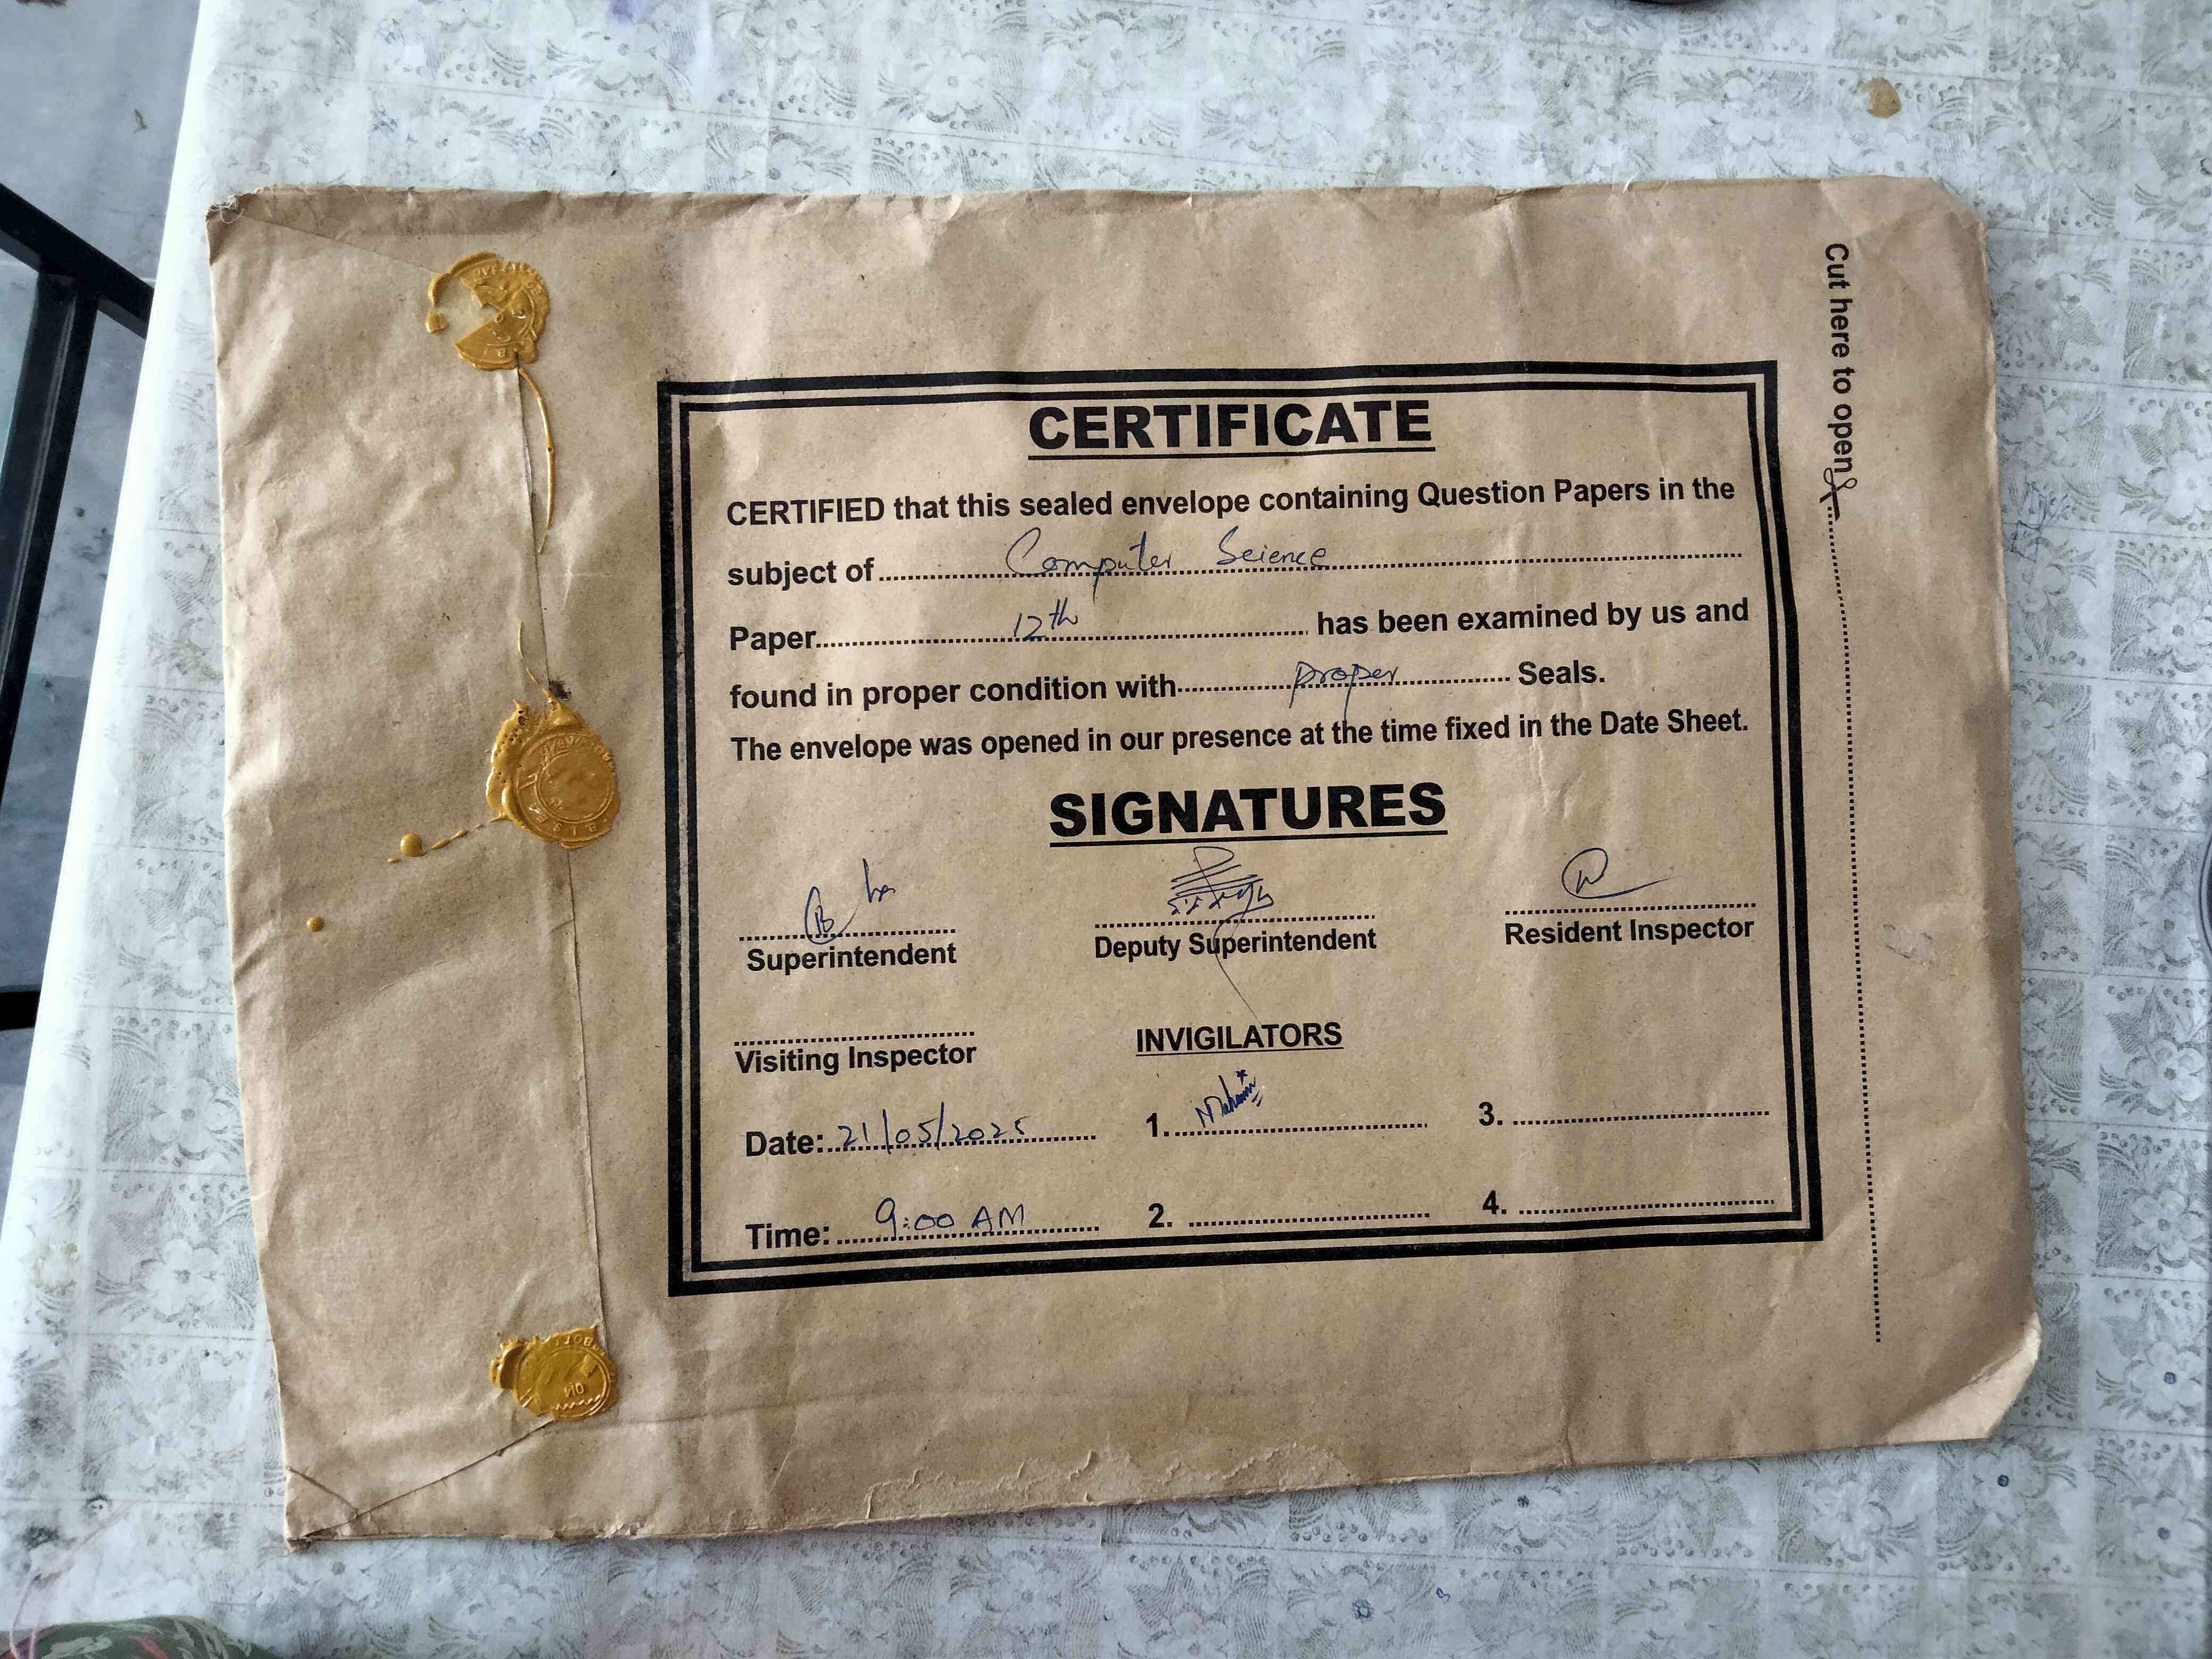 Cut here to open
CERTIFICATE
CERTIFIED that this sealed envelope containing Question Papers in the
subject of Computer Science
Paper 12th has been examined by us and
found in proper condition with proper Seals.
The envelope was opened in our presence at the time fixed in the Date Sheet.
SIGNATURES
Superintendent Deputy Superintendent Resident Inspector
Visiting Inspector INVIGILATORS
Date: 21/05/2025 1. 3.
Time: 9:00 AM 2. 4.